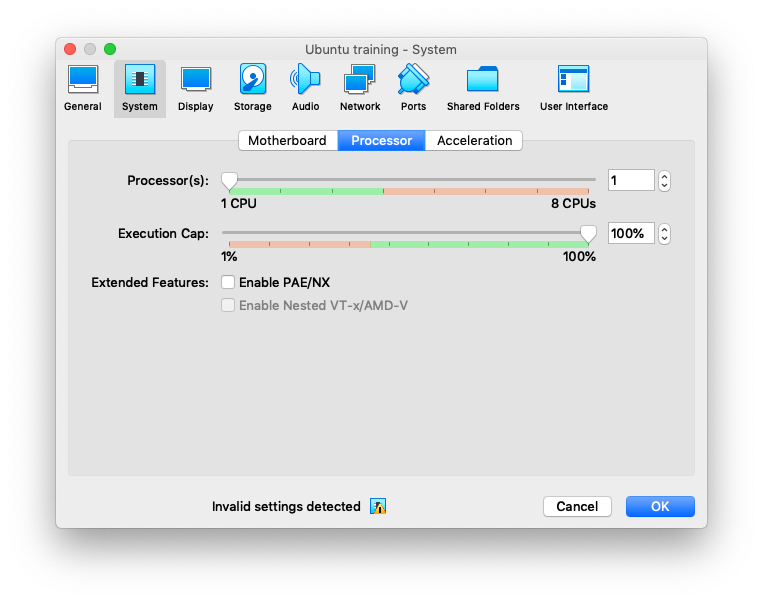 Ubuntu training - System
General System Display Storage Audio Network Ports Shared Folders User Interface
Motherboard Processor Acceleration
Processor(s): 1
1 CPU 8 CPUs
Execution Cap: 100%
1% 100%
Extended Features: Enable PAE/NX
Enable Nested VT-x/AMD-V
Invalid settings detected Cancel OK